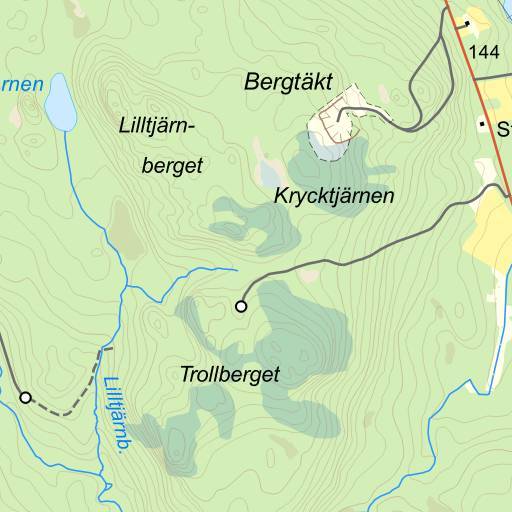 144
Bergtäkt
rnen
Lilltjärn-
berget
Krycktjärnen
Trollberget
Lilltjärnb.